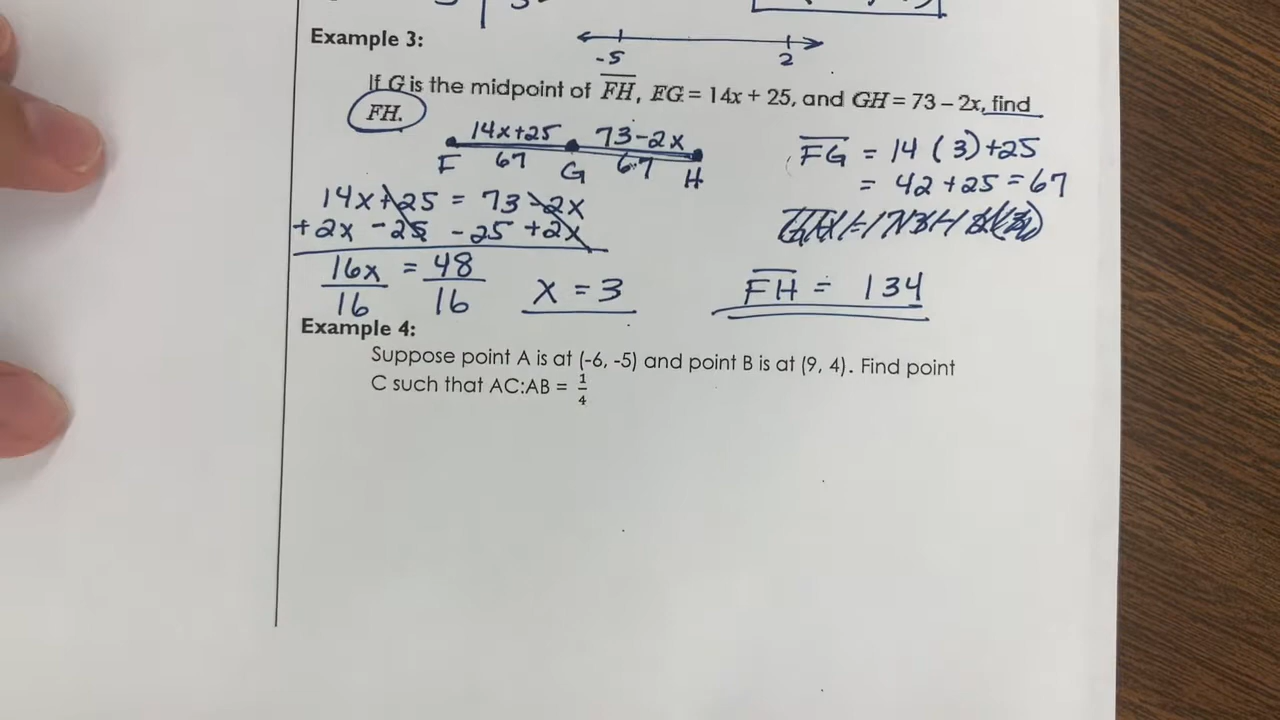 Example 3:
-5 2
If G is the midpoint of FH, FG = 14x + 25, and GH = 73 – 2x, find
FH.
14x+25 73-2x
F 67 G 67 H
14x+25 = 73-2x
+2x -25 -25 +2x
16x = 48
16 16
x = 3
FG = 14(3)+25
= 42+25=67
FH = 134
Example 4:
Suppose point A is at (-6, -5) and point B is at (9, 4). Find point
C such that AC:AB = 1/4